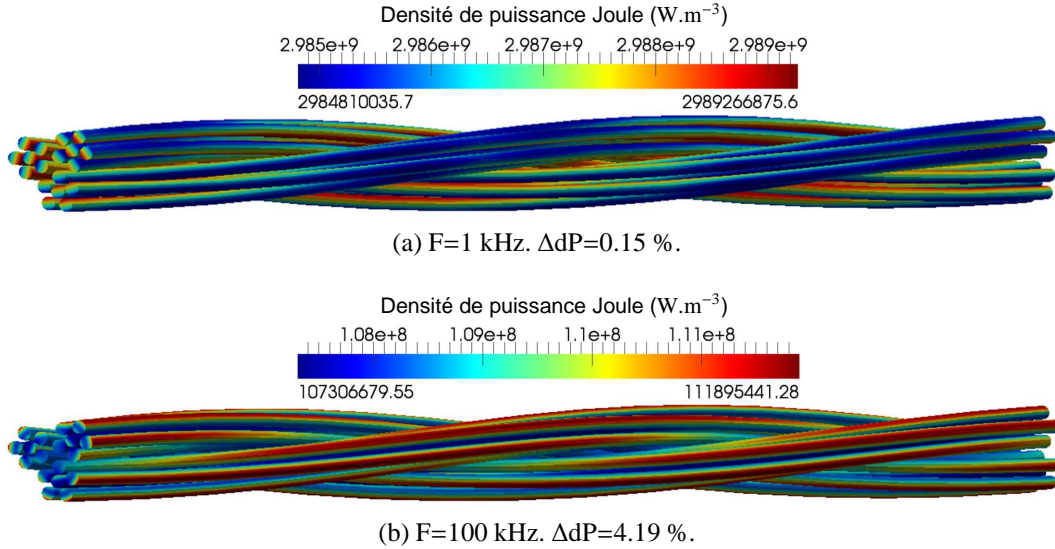 Densité de puissance Joule (W.m⁻³)
2.985e+9 2.986e+9 2.987e+9 2.988e+9 2.989e+9
2984810035.7 2989266875.6
(a) F=1 kHz. ΔdP=0.15 %.
Densité de puissance Joule (W.m⁻³)
1.08e+8 1.09e+8 1.1e+8 1.11e+8
107306679.55 111895441.28
(b) F=100 kHz. ΔdP=4.19 %.